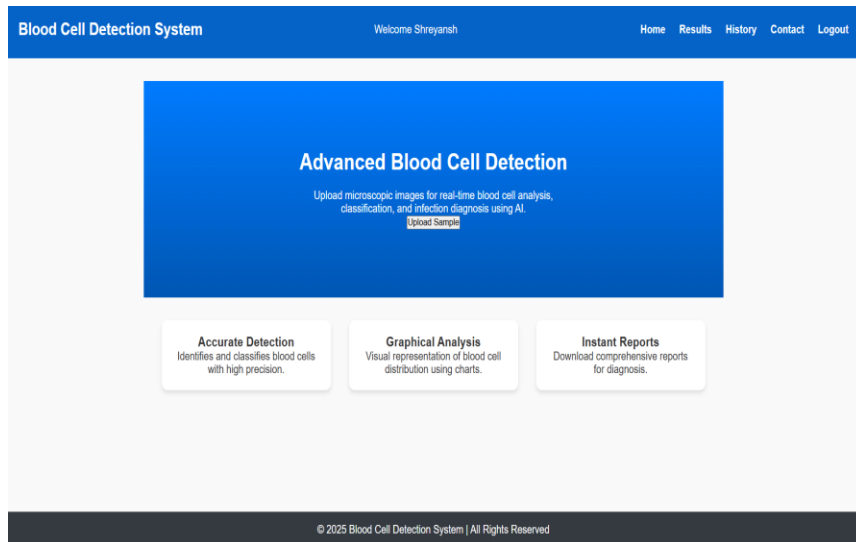 Blood Cell Detection System
Welcome Shreyansh
Home Results History Contact Logout
Advanced Blood Cell Detection
Upload microscopic images for real-time blood cell analysis,
classification, and infection diagnosis using AI.
Upload Sample
Accurate Detection
Identifies and classifies blood cells
with high precision.
Graphical Analysis
Visual representation of blood cell
distribution using charts.
Instant Reports
Download comprehensive reports
for diagnosis.
© 2025 Blood Cell Detection System | All Rights Reserved